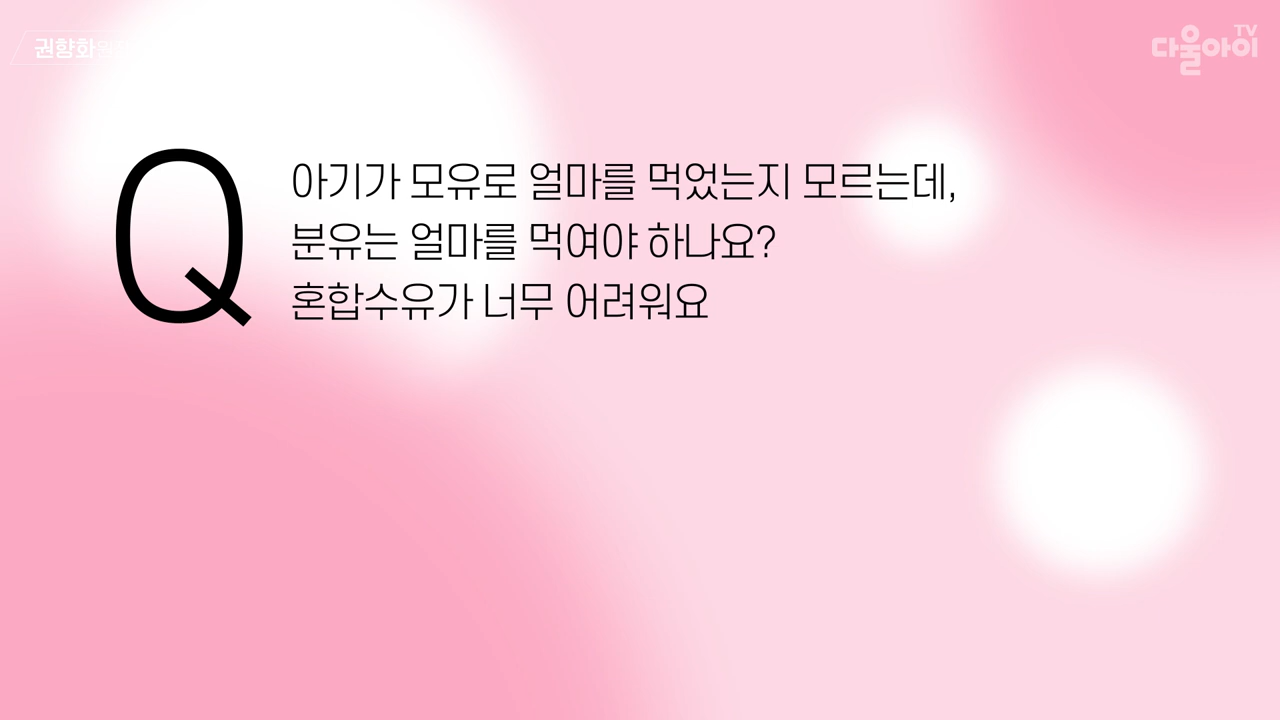 권향화
TV
다울아이
Q
아기가 모유로 얼마를 먹었는지 모르는데,
분유는 얼마를 먹여야 하나요?
혼합수유가 너무 어려워요